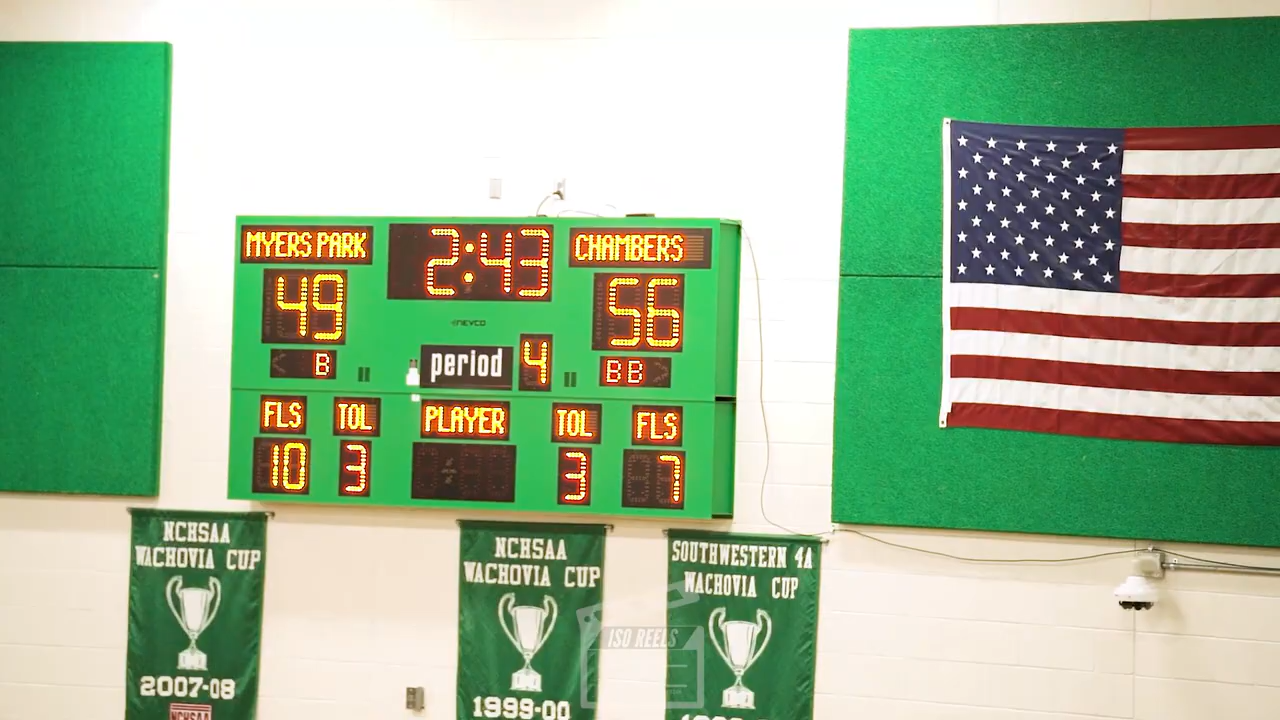 MYERS PARK 2:43 CHAMBERS
49 56
NEVCO
B period 4 BB
FLS TOL PLAYER TOL FLS
10 3 3 7
NCHSAA
WACHOVIA CUP
2007-08
NCHSAA
NCHSAA
WACHOVIA CUP
1999-00
SOUTHWESTERN 4A
WACHOVIA CUP
ISO REELS